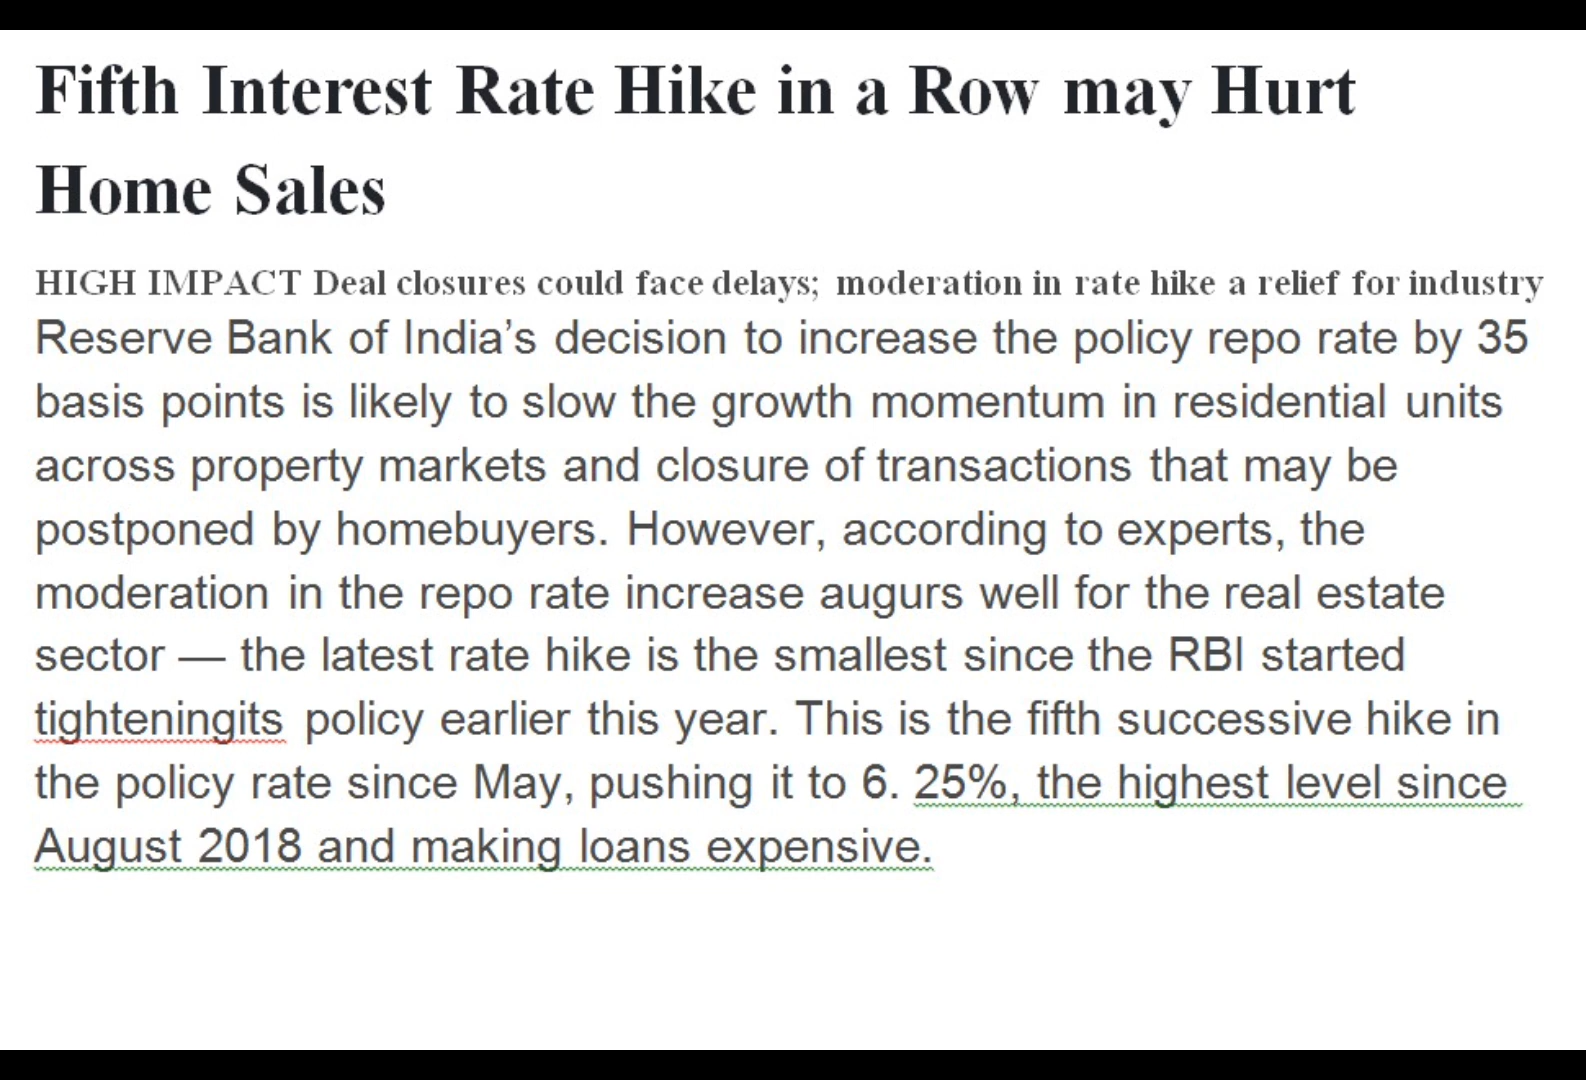 Fifth Interest Rate Hike in a Row may Hurt
Home Sales
HIGH IMPACT Deal closures could face delays; moderation in rate hike a relief for industry
Reserve Bank of India’s decision to increase the policy repo rate by 35
basis points is likely to slow the growth momentum in residential units
across property markets and closure of transactions that may be
postponed by homebuyers. However, according to experts, the
moderation in the repo rate increase augurs well for the real estate
sector — the latest rate hike is the smallest since the RBI started
tighteningits policy earlier this year. This is the fifth successive hike in
the policy rate since May, pushing it to 6. 25%, the highest level since
August 2018 and making loans expensive.